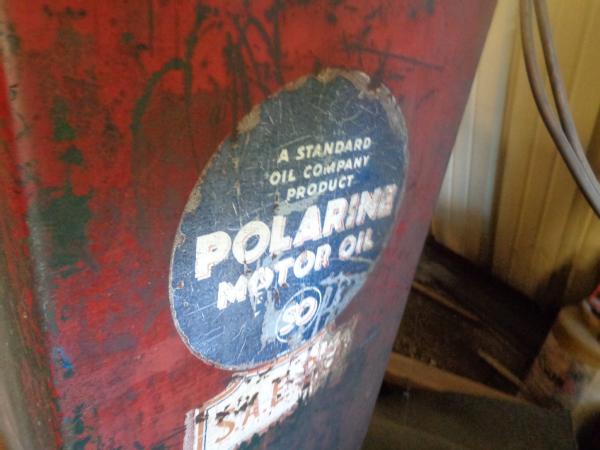 A STANDARD
OIL COMPANY
PRODUCT
POLARINE
MOTOR OIL
SO
S.A.E.